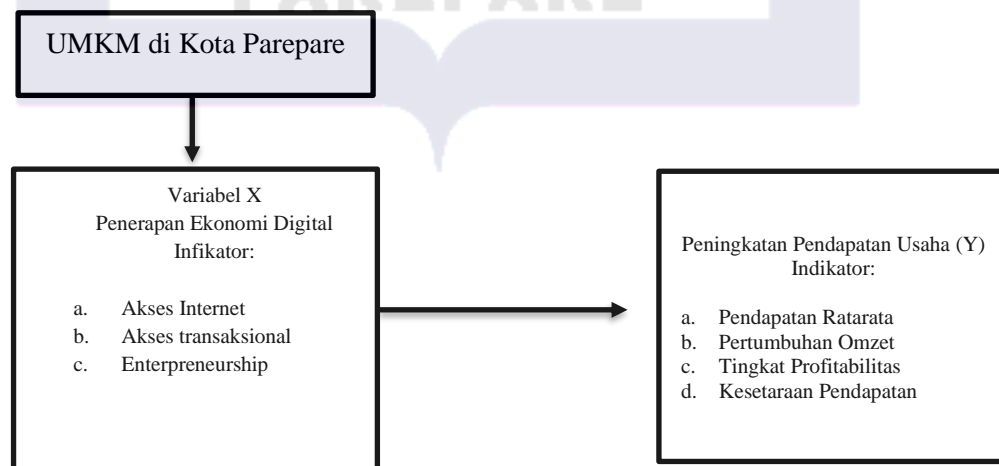 PAREPARE
UMKM di Kota Parepare
Variabel X
Penerapan Ekonomi Digital
Infikator:
a. Akses Internet
b. Akses transaksional
c. Enterpreneurship
Peningkatan Pendapatan Usaha (Y)
Indikator:
a. Pendapatan Ratarata
b. Pertumbuhan Omzet
c. Tingkat Profitabilitas
d. Kesetaraan Pendapatan